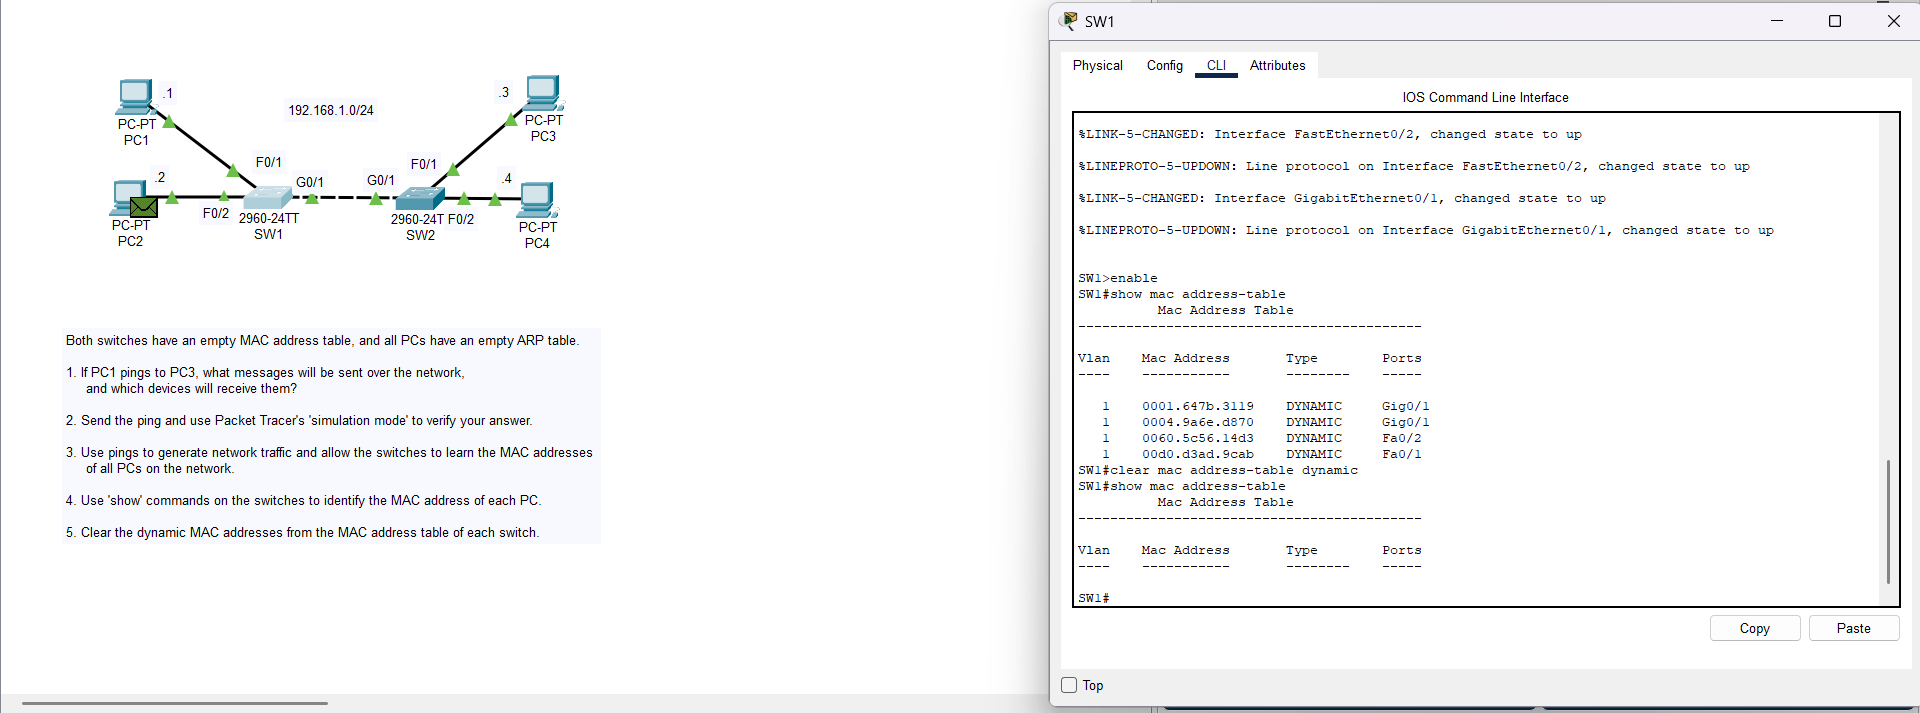 .1
.3
192.168.1.0/24
PC-PT
PC1
PC-PT
PC3
F0/1
F0/1
.2
G0/1
G0/1
.4
F0/2
2960-24TT
SW1
2960-24T F0/2
SW2
PC-PT
PC2
PC-PT
PC4
Both switches have an empty MAC address table, and all PCs have an empty ARP table.
1. If PC1 pings to PC3, what messages will be sent over the network,
and which devices will receive them?
2. Send the ping and use Packet Tracer's 'simulation mode' to verify your answer.
3. Use pings to generate network traffic and allow the switches to learn the MAC addresses
of all PCs on the network.
4. Use 'show' commands on the switches to identify the MAC address of each PC.
5. Clear the dynamic MAC addresses from the MAC address table of each switch.
SW1
Physical Config CLI Attributes
IOS Command Line Interface
%LINK-5-CHANGED: Interface FastEthernet0/2, changed state to up
%LINEPROTO-5-UPDOWN: Line protocol on Interface FastEthernet0/2, changed state to up
%LINK-5-CHANGED: Interface GigabitEthernet0/1, changed state to up
%LINEPROTO-5-UPDOWN: Line protocol on Interface GigabitEthernet0/1, changed state to up
SW1>enable
SW1#show mac address-table
Mac Address Table
-------------------------------------------
Vlan Mac Address Type Ports
---- ----------- -------- -----
1 0001.647b.3119 DYNAMIC Gig0/1
1 0004.9a6e.d870 DYNAMIC Gig0/1
1 0060.5c56.14d3 DYNAMIC Fa0/2
1 00d0.d3ad.9cab DYNAMIC Fa0/1
SW1#clear mac address-table dynamic
SW1#show mac address-table
Mac Address Table
-------------------------------------------
Vlan Mac Address Type Ports
---- ----------- -------- -----
SW1#
Copy Paste
Top